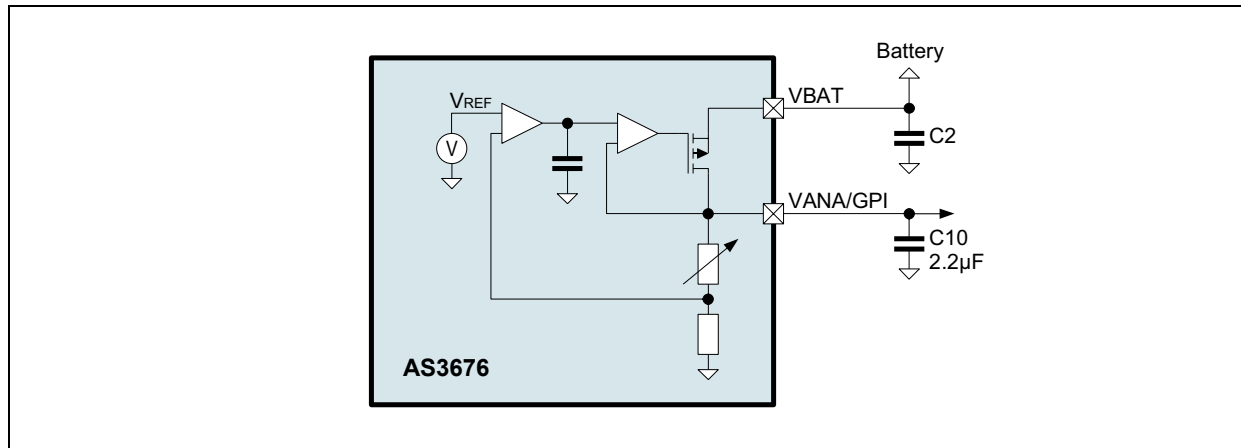 Battery
VREF
VBAT
C2
V
VANA/GPI
C10
2.2µF
AS3676